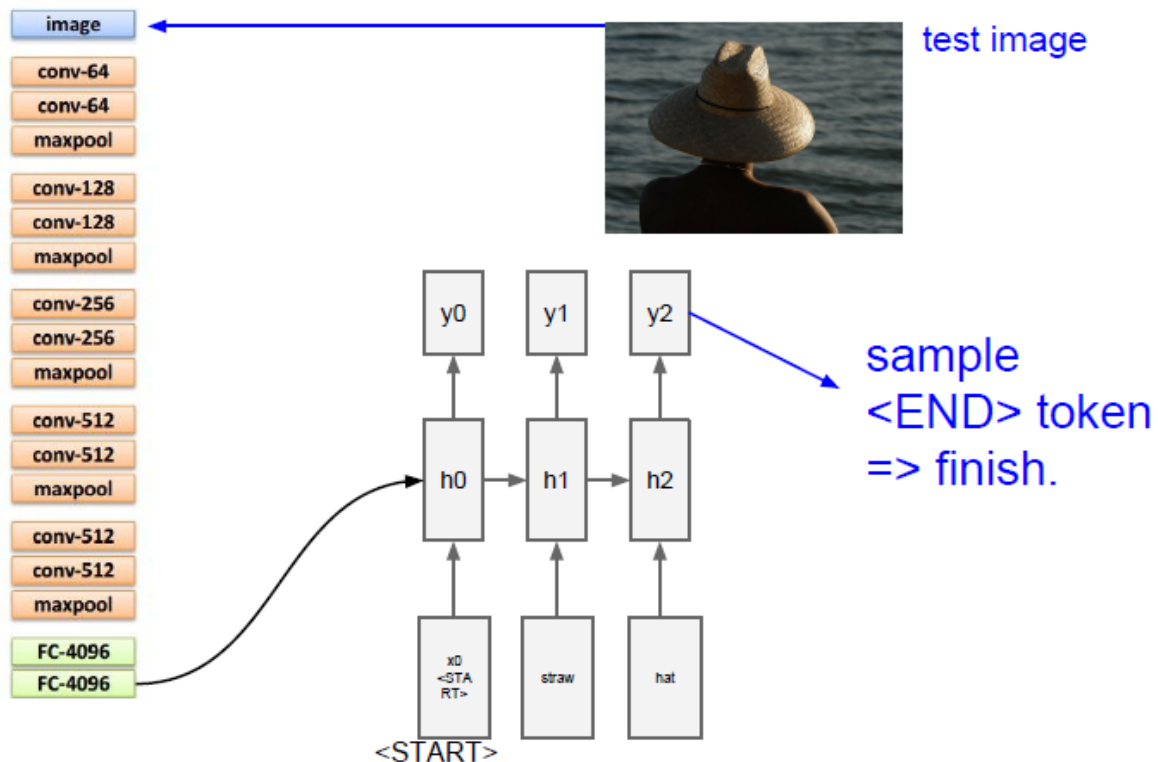 image
conv-64
conv-64
maxpool
conv-128
conv-128
maxpool
conv-256
conv-256
maxpool
conv-512
conv-512
maxpool
conv-512
conv-512
maxpool
FC-4096
FC-4096
test image
y0
y1
y2
h0
h1
h2
x0
<STA
RT>
straw
hat
<START>
sample
<END> token
=> finish.